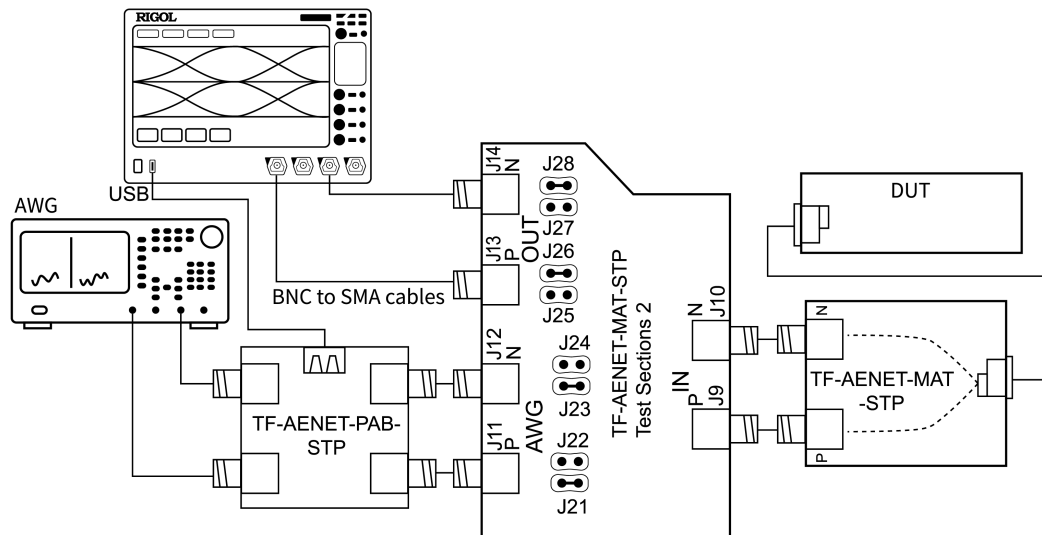 RIGOL
USB
AWG
BNC to SMA cables
TF-AENET-PAB-
STP
J14
N
J13
P
OUT
J12
N
J11
P
AWG
J28
J27
J26
J25
J24
J23
J22
J21
TF-AENET-MAT-STP
Test Sections 2
N
J10
IN
P
J9
DUT
N
TF-AENET-MAT
-STP
P